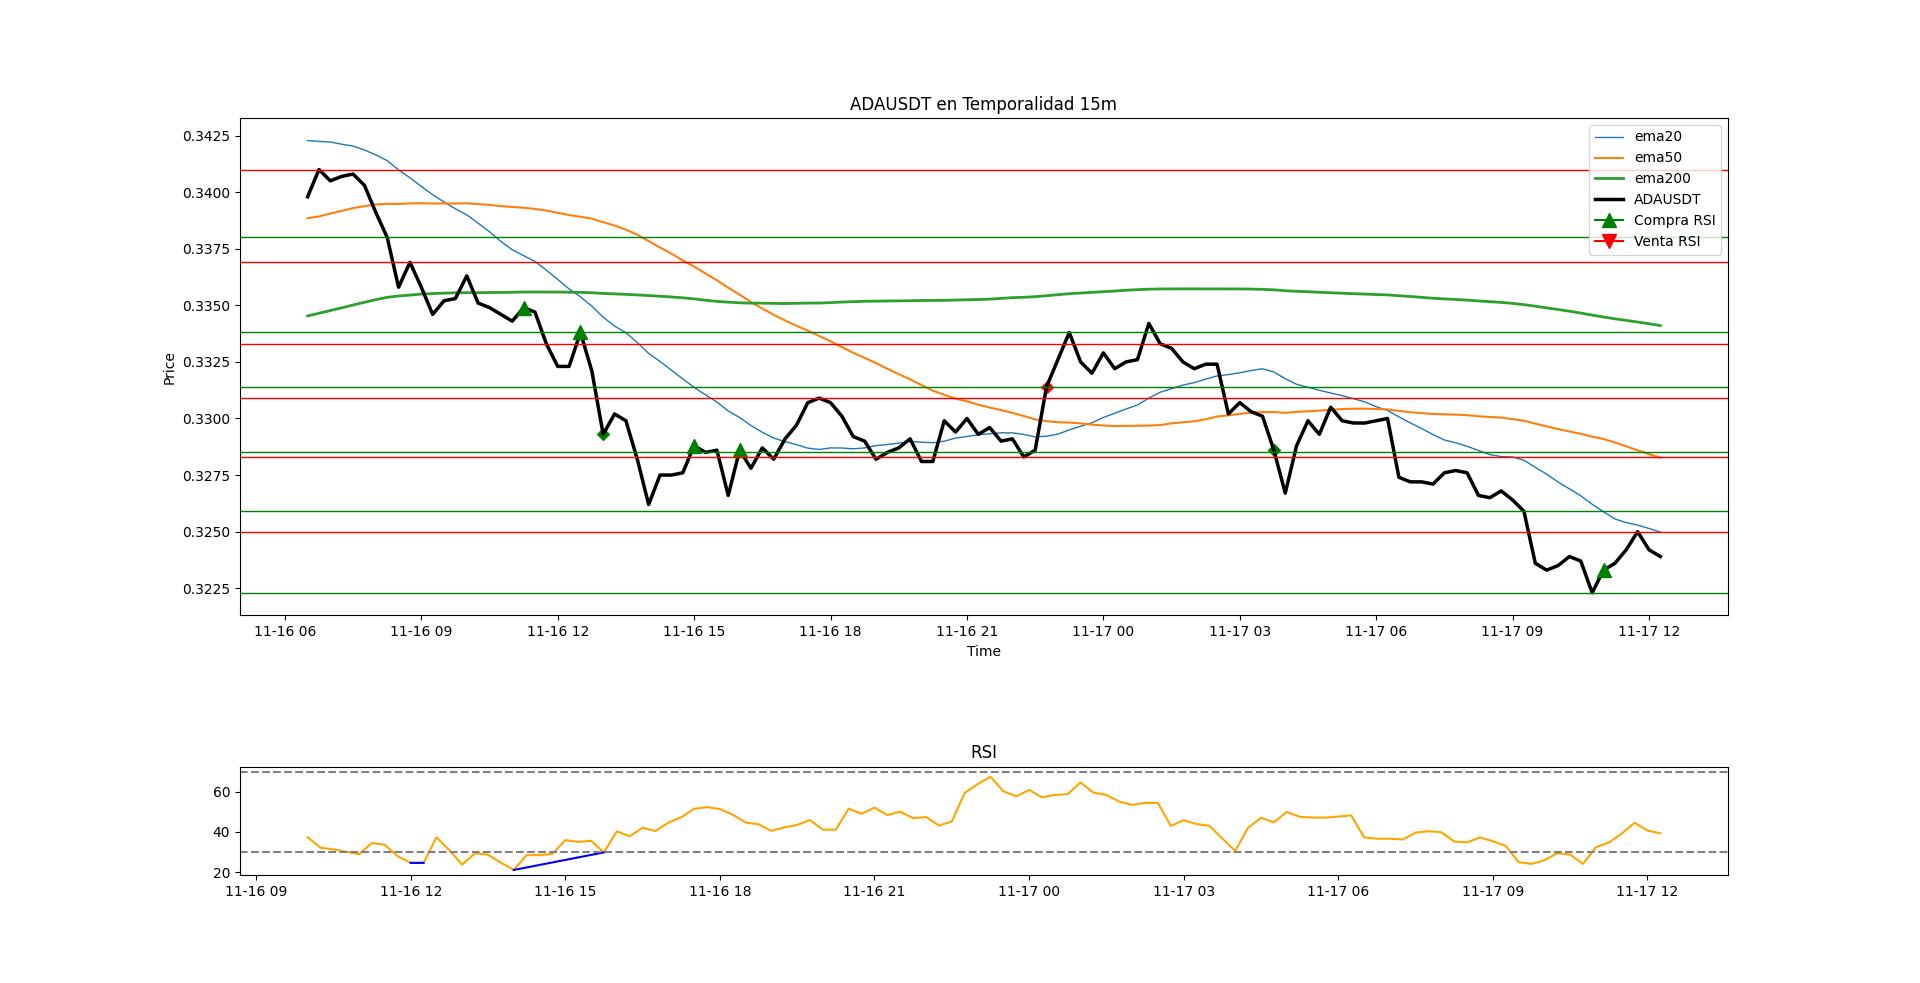 ADAUSDT en Temporalidad 15m
0.3425
0.3400
0.3375
0.3350
0.3325
0.3300
0.3275
0.3250
0.3225
Price
ema20
ema50
ema200
ADAUSDT
Compra RSI
Venta RSI
11-16 06 11-16 09 11-16 12 11-16 15 11-16 18 11-16 21 11-17 00 11-17 03 11-17 06 11-17 09 11-17 12
Time
RSI
60
40
20
11-16 09 11-16 12 11-16 15 11-16 18 11-16 21 11-17 00 11-17 03 11-17 06 11-17 09 11-17 12